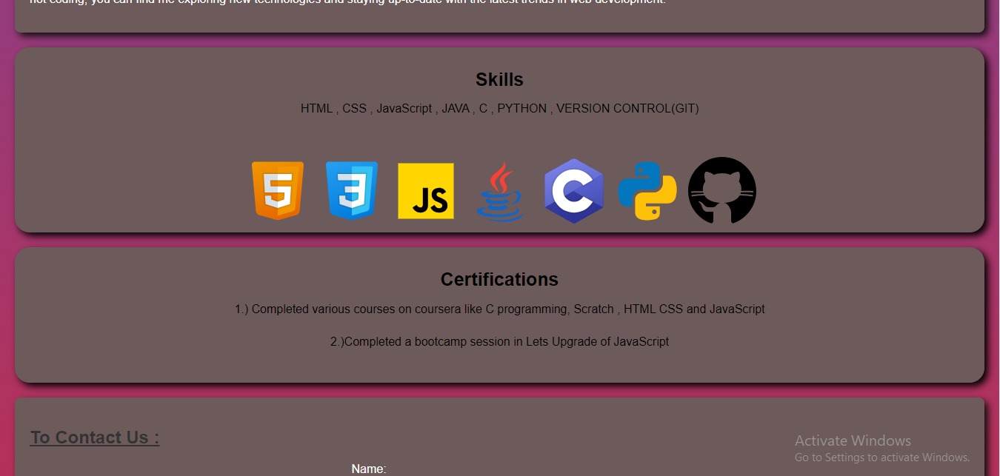 not coding, you can find me exploring new technologies and staying up-to-date with the latest trends in web development.
Skills
HTML , CSS , JavaScript , JAVA , C , PYTHON , VERSION CONTROL(GIT)
5 3 JS C
Certifications
1.) Completed various courses on coursera like C programming, Scratch , HTML CSS and JavaScript
2.)Completed a bootcamp session in Lets Upgrade of JavaScript
To Contact Us :
Activate Windows
Go to Settings to activate Windows.
Name: